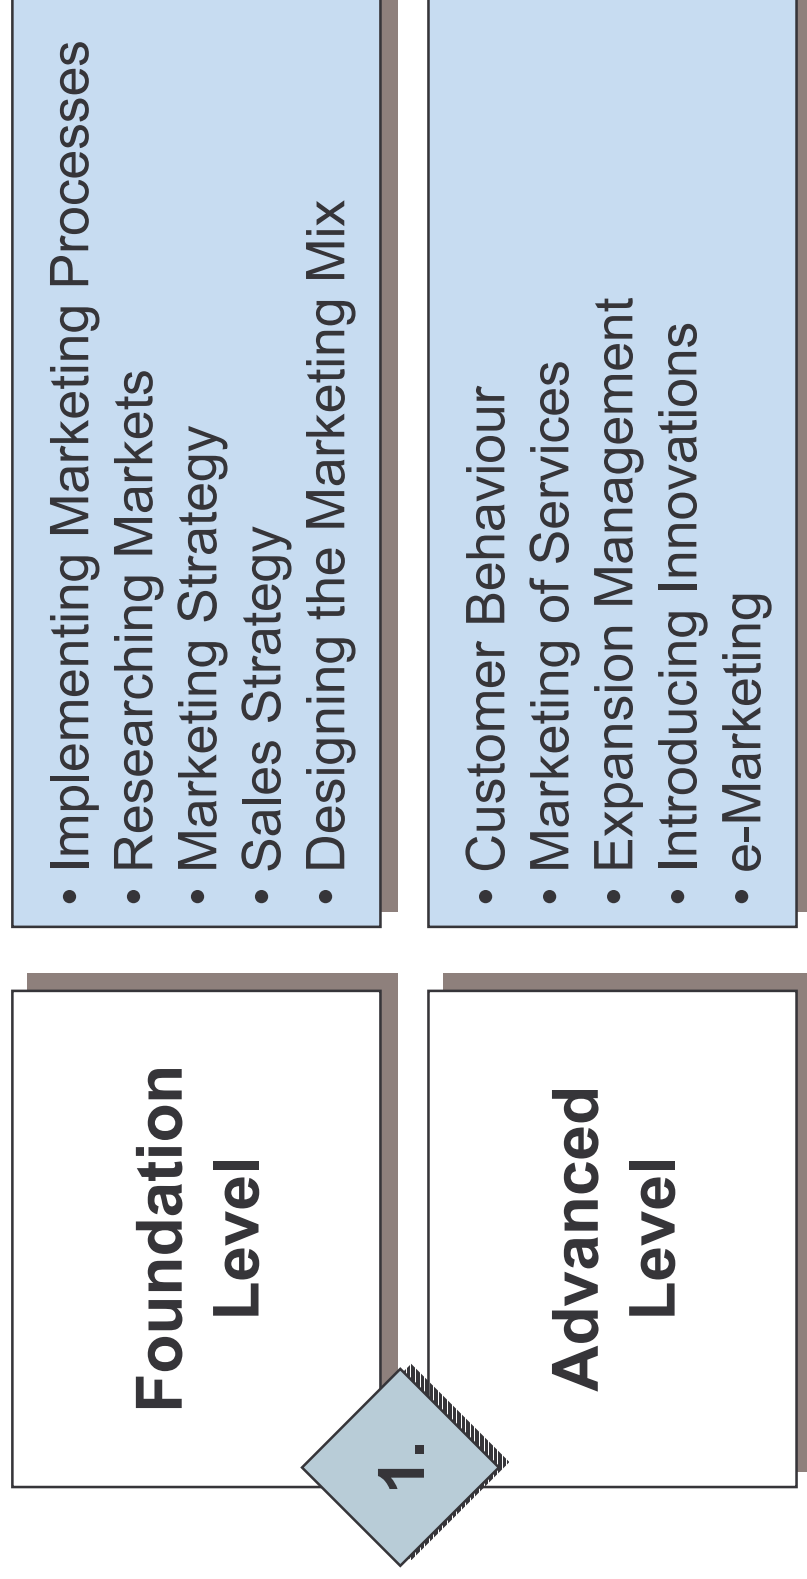 Foundation
Level
• Implementing Marketing Processes
• Researching Markets
• Marketing Strategy
• Sales Strategy
• Designing the Marketing Mix
1.
Advanced
Level
• Customer Behaviour
• Marketing of Services
• Expansion Management
• Introducing Innovations
• e-Marketing